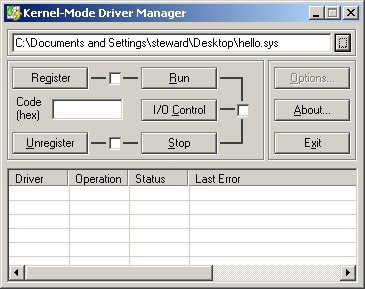 Kernel-Mode Driver Manager
C:\Documents and Settings\steward\Desktop\hello.sys
Register Run Options...
Code
(hex) I/O Control About...
Unregister Stop Exit
Driver Operation Status Last Error